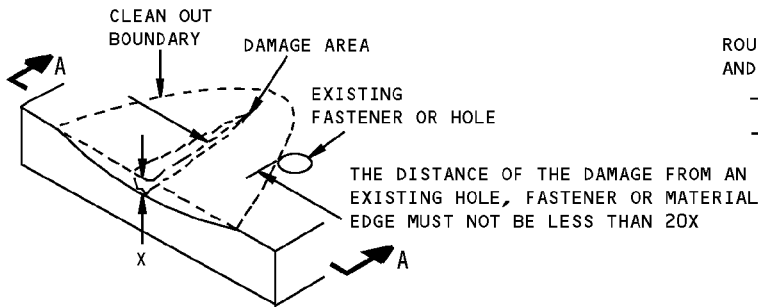 CLEAN OUT
BOUNDARY
DAMAGE AREA
A
EXISTING
FASTENER OR HOLE
THE DISTANCE OF THE DAMAGE FROM AN
EXISTING HOLE, FASTENER OR MATERIAL
EDGE MUST NOT BE LESS THAN 20X
X
A
ROU
AND